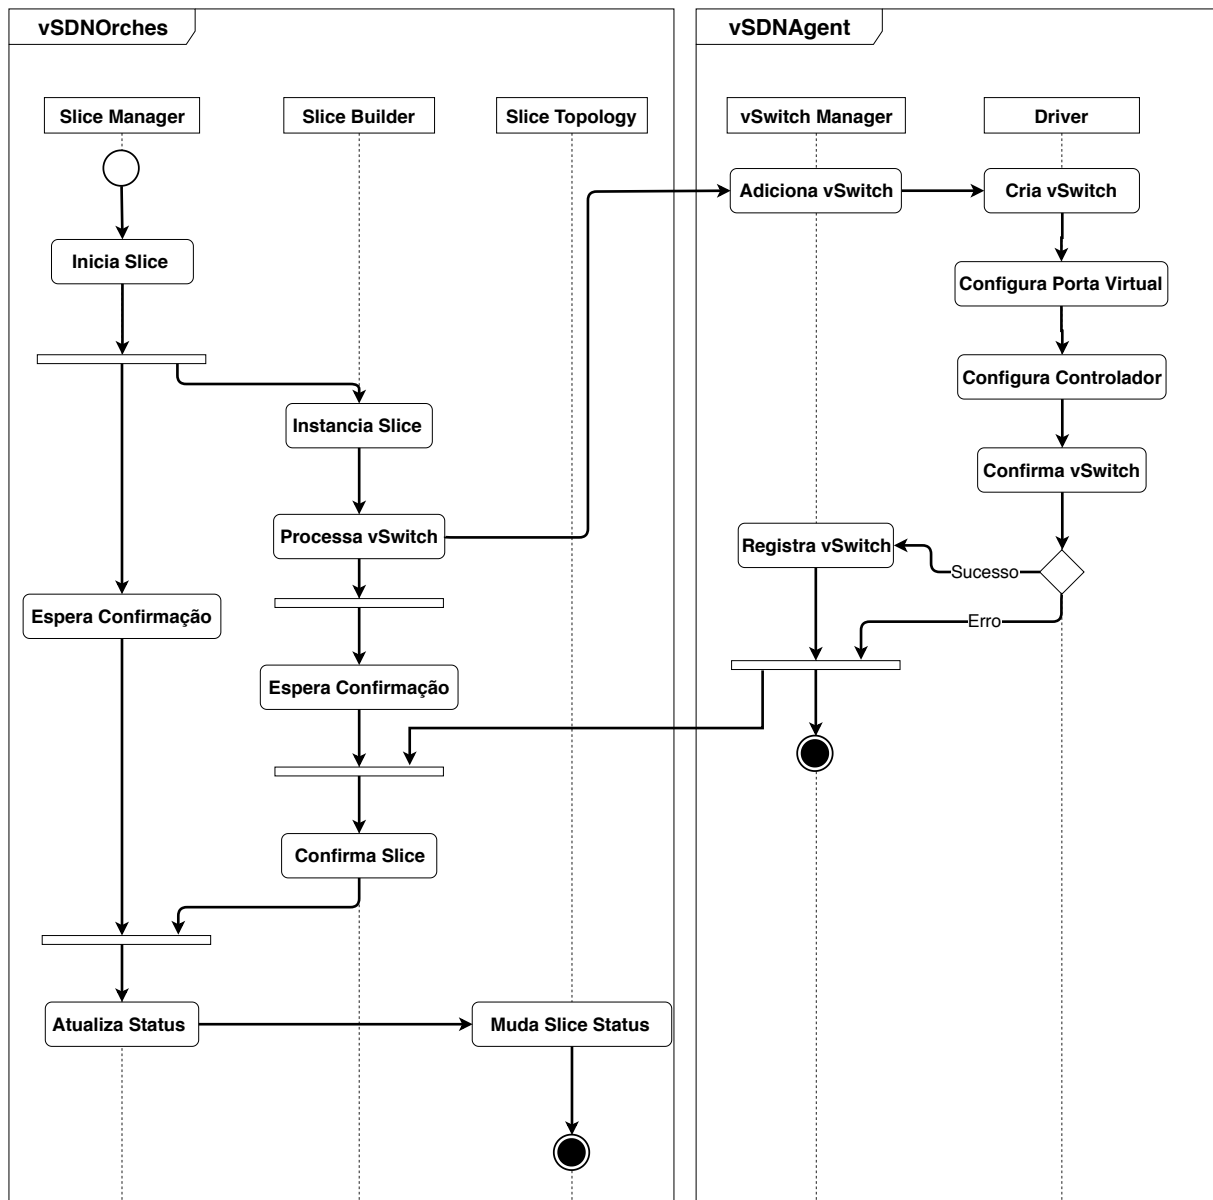 vSDNOrches
vSDNAgent
Slice Manager
Slice Builder
Slice Topology
vSwitch Manager
Driver
Adiciona vSwitch
Cria vSwitch
Inicia Slice
Configura Porta Virtual
Configura Controlador
Instancia Slice
Confirma vSwitch
Processa vSwitch
Registra vSwitch
Sucesso
Espera Confirmação
Erro
Espera Confirmação
Confirma Slice
Atualiza Status
Muda Slice Status